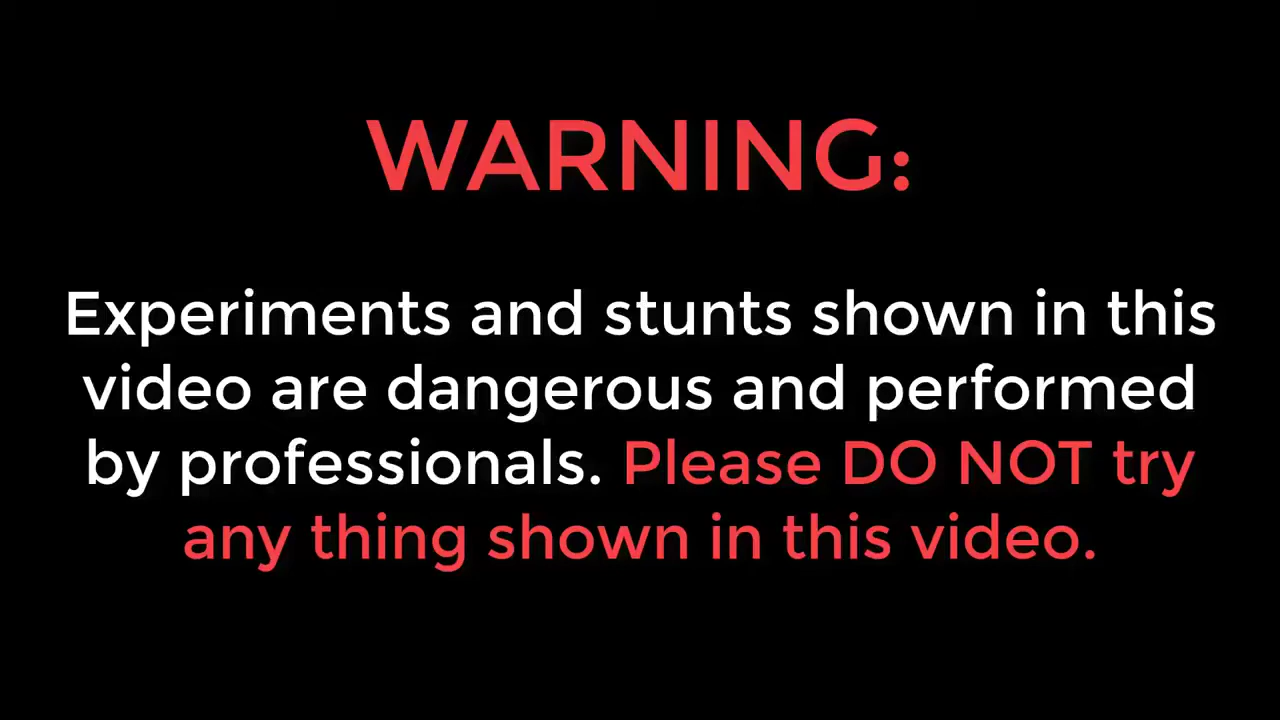 WARNING:
Experiments and stunts shown in this
video are dangerous and performed
by professionals. Please DO NOT try
any thing shown in this video.